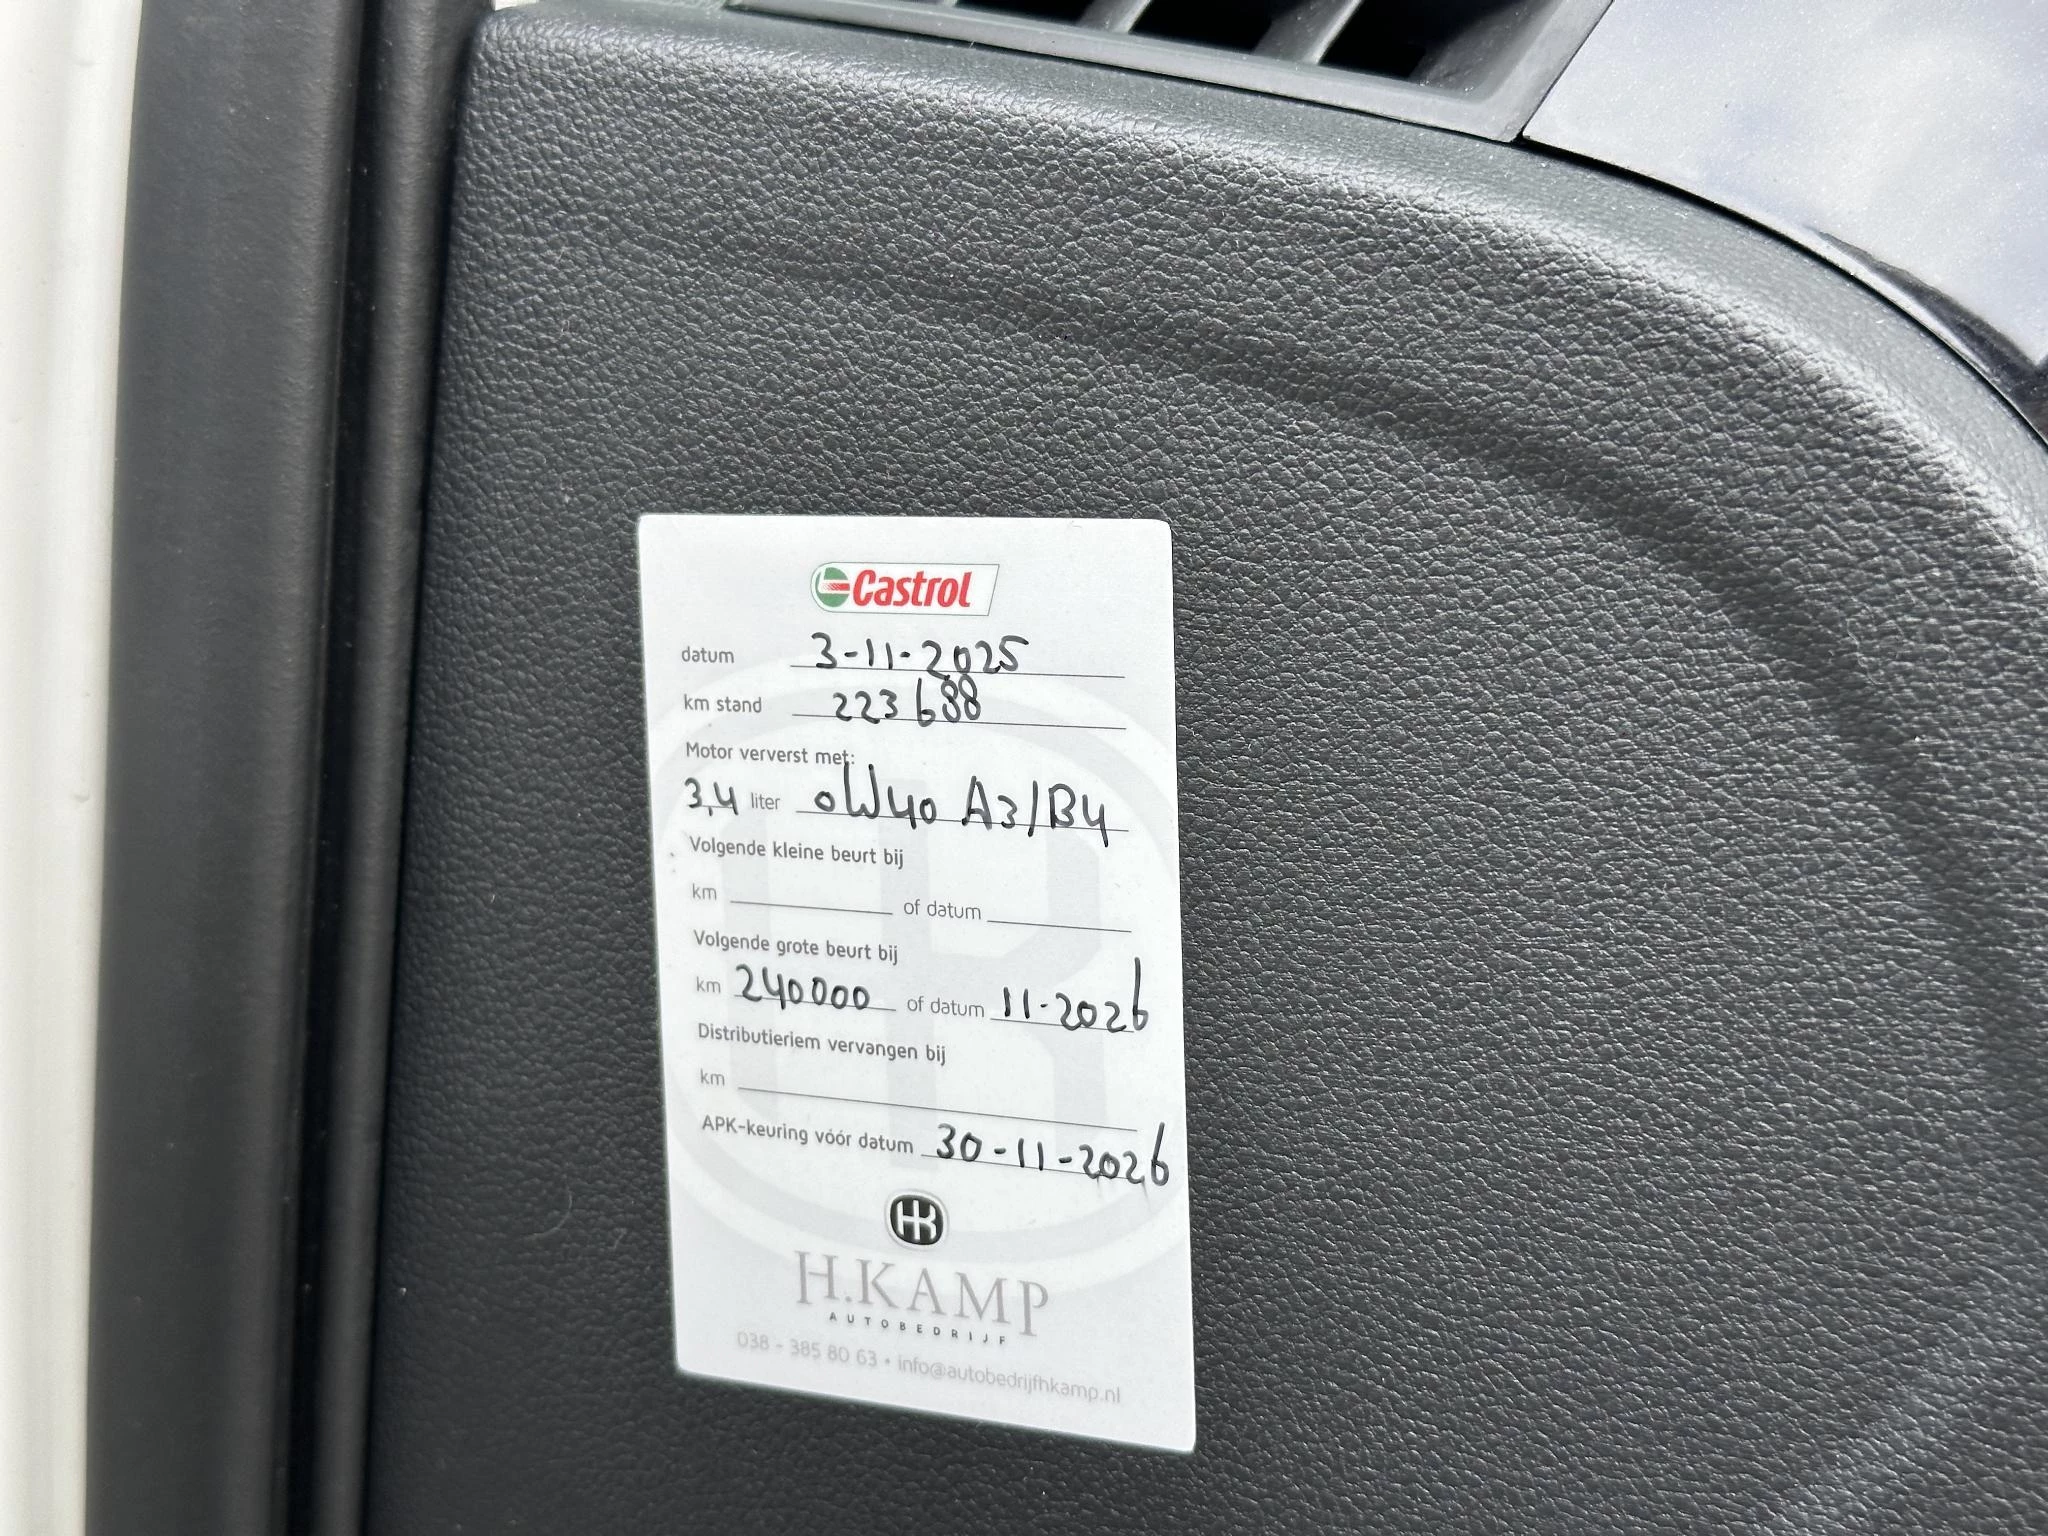 Castrol
datum 3-11-2025
km stand 223688
Motor ververst met:
3,4 liter 0W40 A3/B4
Volgende kleine beurt bij
km of datum
Volgende grote beurt bij
km 240000 of datum 11-2026
Distributieriem vervangen bij
km
APK-keuring vóór datum 30-11-2026
HK
H.KAMP
AUTOBEDRIJF
038 - 385 80 63 • info@autobedrijfhkamp.nl